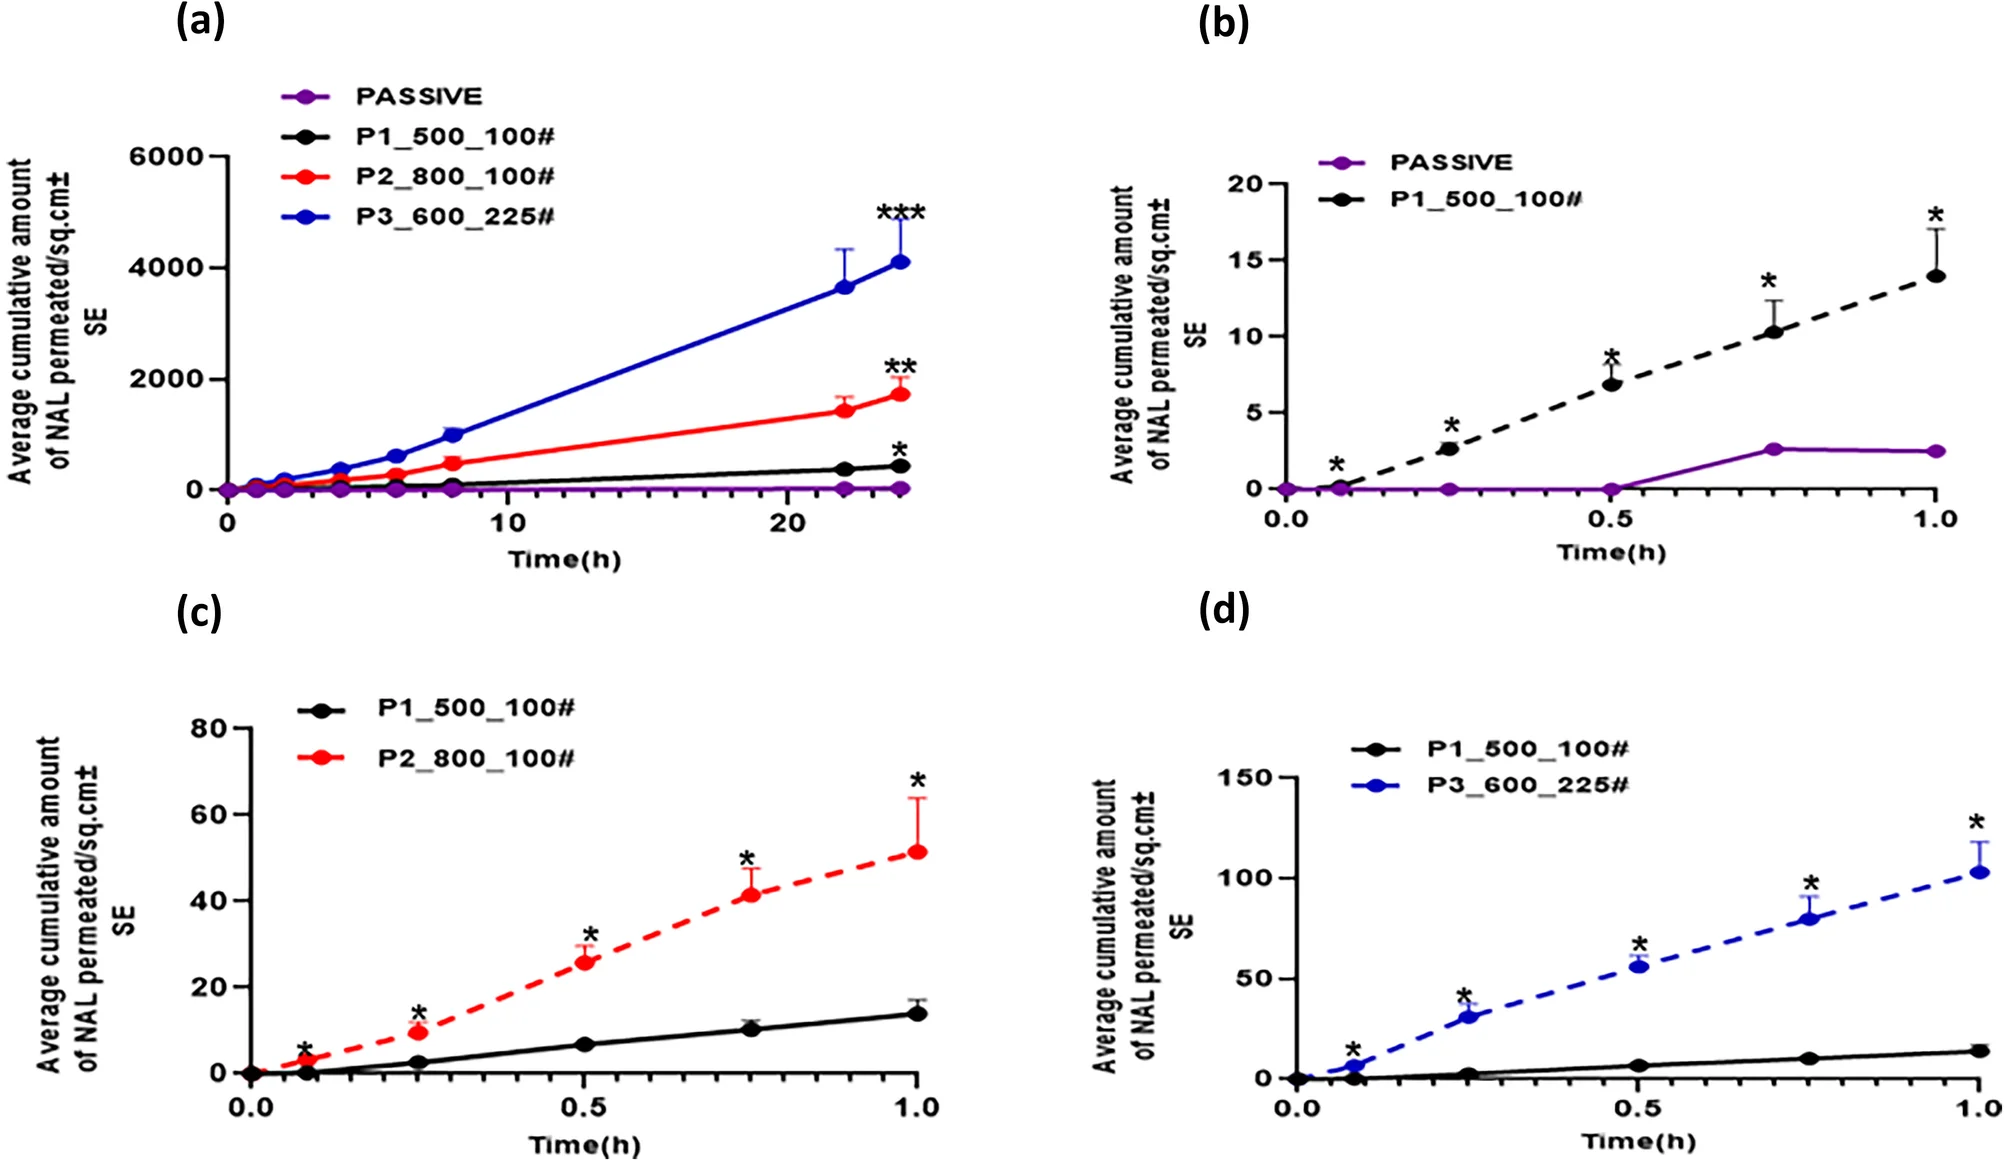 (a)
PASSIVE
P1_500_100#
P2_800_100#
P3_600_225#
Average cumulative amount
of NAL permeated/sq.cm±
SE
6000
4000
2000
0
***
**
*
0
10
20
Time(h)
(b)
PASSIVE
P1_500_100#
Average cumulative amount
of NAL permeated/sq.cm±
SE
20
15
10
5
0
*
*
*
*
*
0.0
0.5
1.0
Time(h)
(c)
P1_500_100#
P2_800_100#
Average cumulative amount
of NAL permeated/sq.cm±
SE
80
60
40
20
0
*
*
*
*
*
0.0
0.5
1.0
Time(h)
(d)
P1_500_100#
P3_600_225#
Average cumulative amount
of NAL permeated/sq.cm±
SE
150
100
50
0
*
*
*
*
*
0.0
0.5
1.0
Time(h)